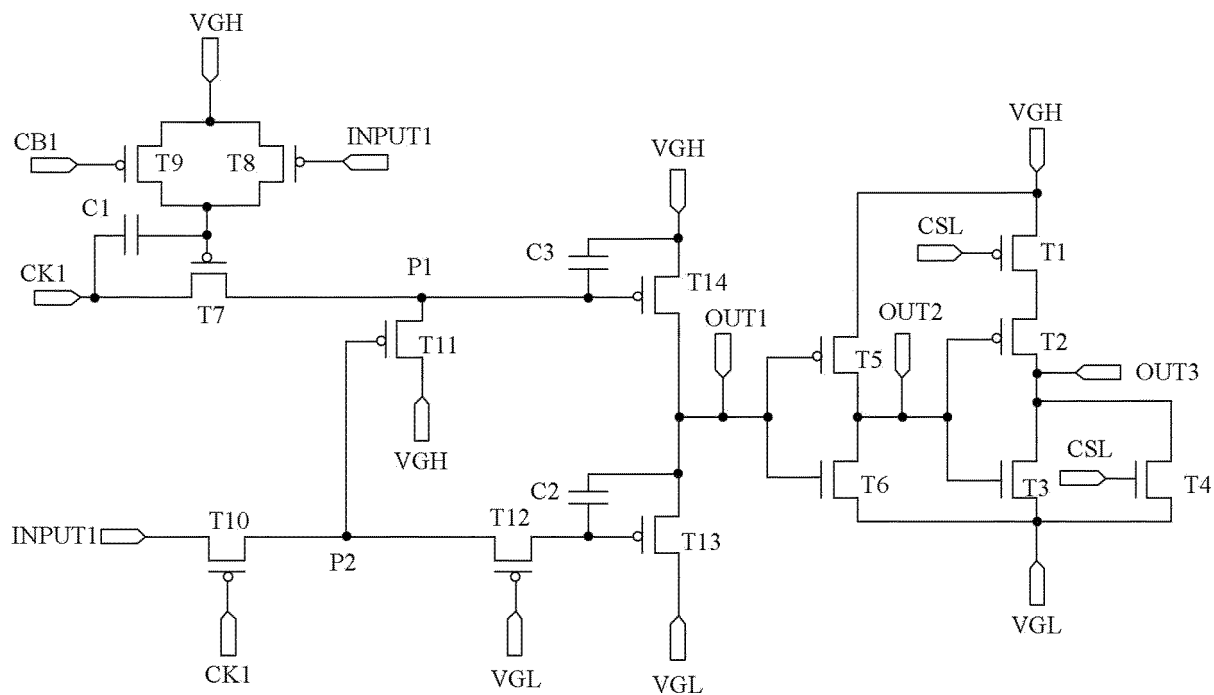 VGH
CB1
T9
T8
INPUT1
C1
CK1
T7
P1
C3
VGH
T14
T11
VGH
OUT1
T5
OUT2
VGH
CSL
T1
T2
OUT3
CSL
T3
T4
T6
VGL
INPUT1
T10
P2
T12
C2
T13
CK1
VGL
VGL